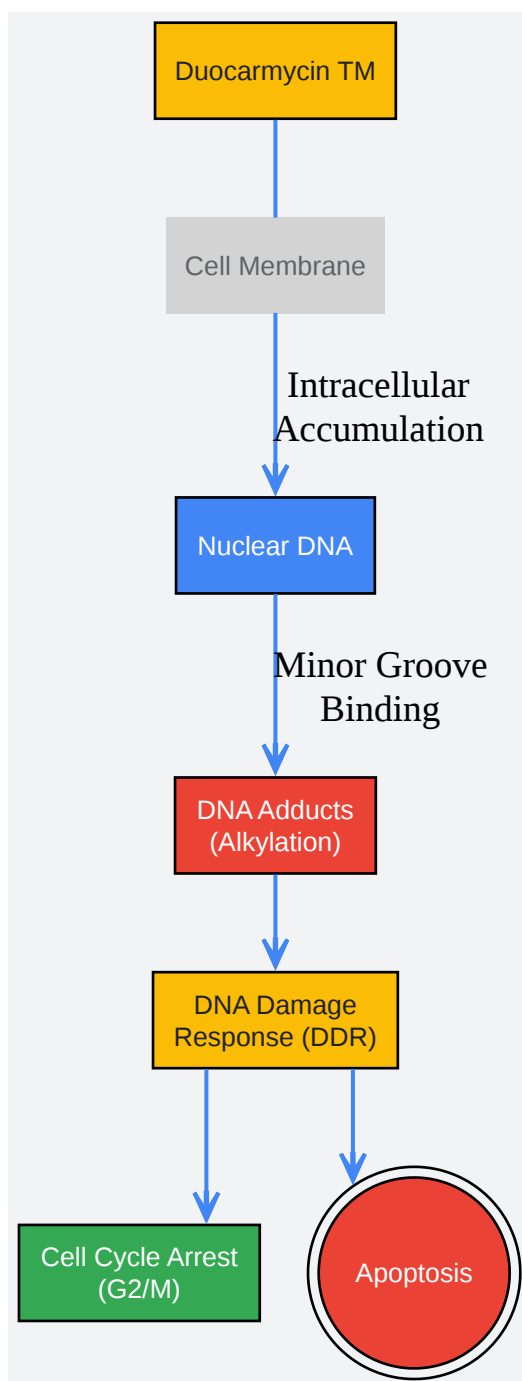 Duocarmycin TM
Cell Membrane
Intracellular
Accumulation
Nuclear DNA
Minor Groove
Binding
DNA Adducts
(Alkylation)
DNA Damage
Response (DDR)
Cell Cycle Arrest
(G2/M)
Apoptosis